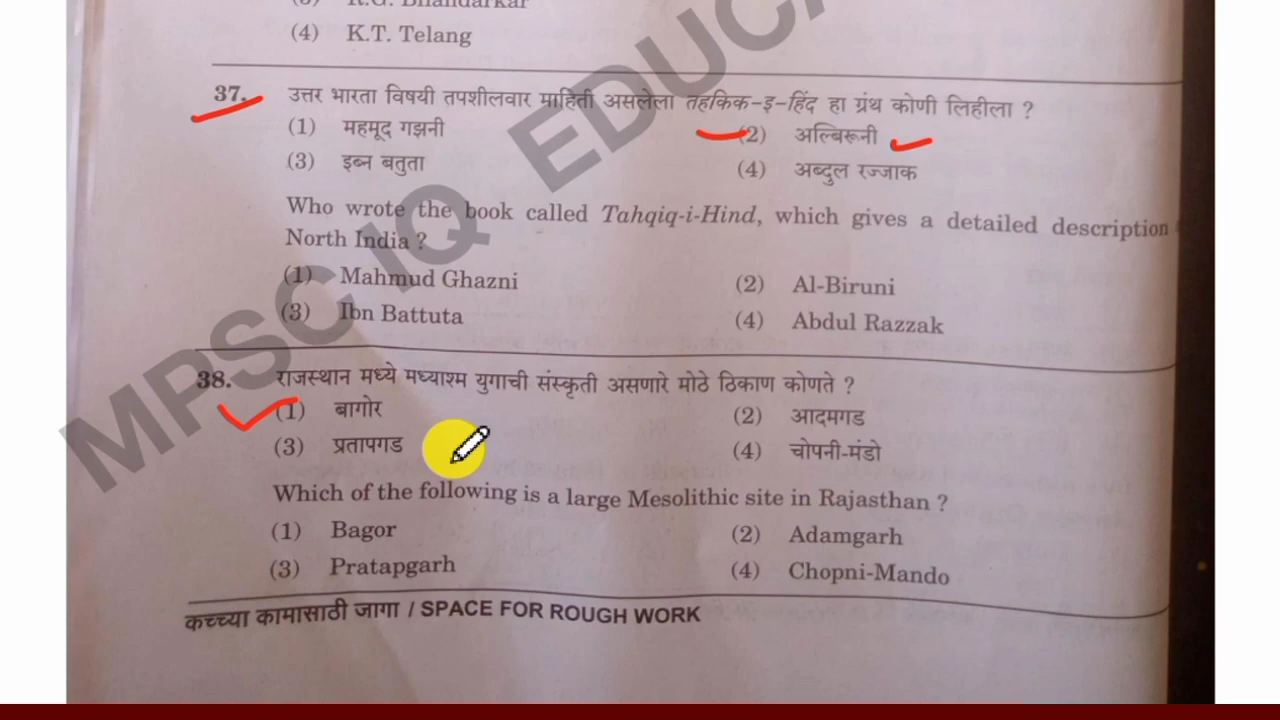 (3) R.G. Bhandarkar
(4) K.T. Telang
37. उत्तर भारता विषयी तपशीलवार माहिती असलेला तहकिक-इ-हिंद हा ग्रंथ कोणी लिहीला ?
(1) महमूद गझनी (2) अल्बिरूनी
(3) इब्न बतुता (4) अब्दुल रज्जाक
Who wrote the book called Tahqiq-i-Hind, which gives a detailed description
North India ?
(1) Mahmud Ghazni (2) Al-Biruni
(3) Ibn Battuta (4) Abdul Razzak
38. राजस्थान मध्ये मध्याश्म युगाची संस्कृती असणारे मोठे ठिकाण कोणते ?
(1) बागोर (2) आदमगड
(3) प्रतापगड (4) चोपनी-मंडो
Which of the following is a large Mesolithic site in Rajasthan ?
(1) Bagor (2) Adamgarh
(3) Pratapgarh (4) Chopni-Mando
कच्च्या कामासाठी जागा / SPACE FOR ROUGH WORK
MPSC IQ EDUCA